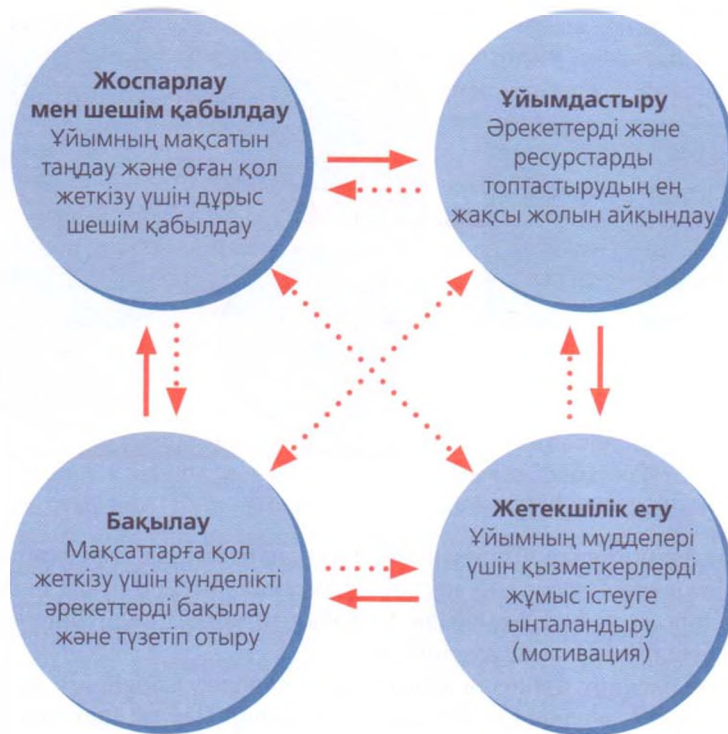 Жоспарлау
мен шешім қабылдау
Ұйымның мақсатын
таңдау және оған қол
жеткізу үшін дұрыс
шешім қабылдау
Ұйымдастыру
Әрекеттерді және
ресурстарды
топтастырудың ең
жақсы жолын айқындау
Бақылау
Мақсаттарға қол
жеткізу үшін күнделікті
әрекеттерді бақылау
және түзетіп отыру
Жетекшілік ету
Ұйымның мүдделері
үшін қызметкерлерді
жұмыс істеуге
ынталандыру
(мотивация)